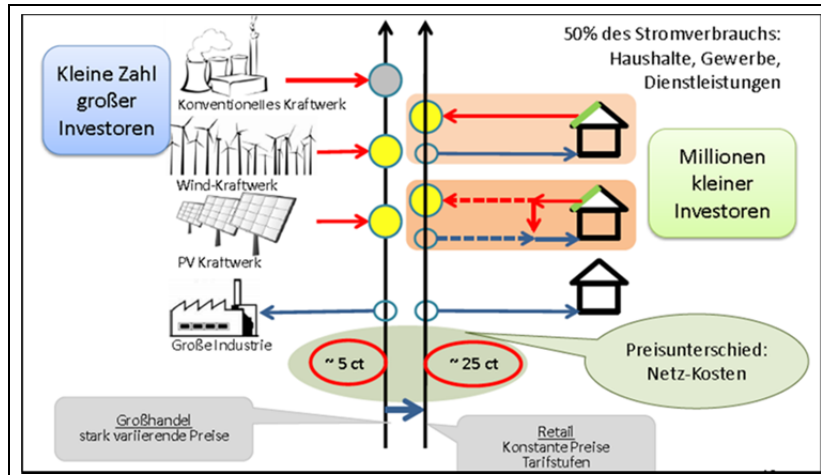 50% des Stromverbrauchs:
Haushalte, Gewerbe,
Dienstleistungen
Kleine Zahl
großer
Investoren
Konventionelles Kraftwerk
Wind-Kraftwerk
Millionen
kleiner
Investoren
PV Kraftwerk
Große Industrie
~ 5 ct
~ 25 ct
Preisunterschied:
Netz-Kosten
Großhandel
stark variierende Preise
Retail
Konstante Preise
Tarifstufen